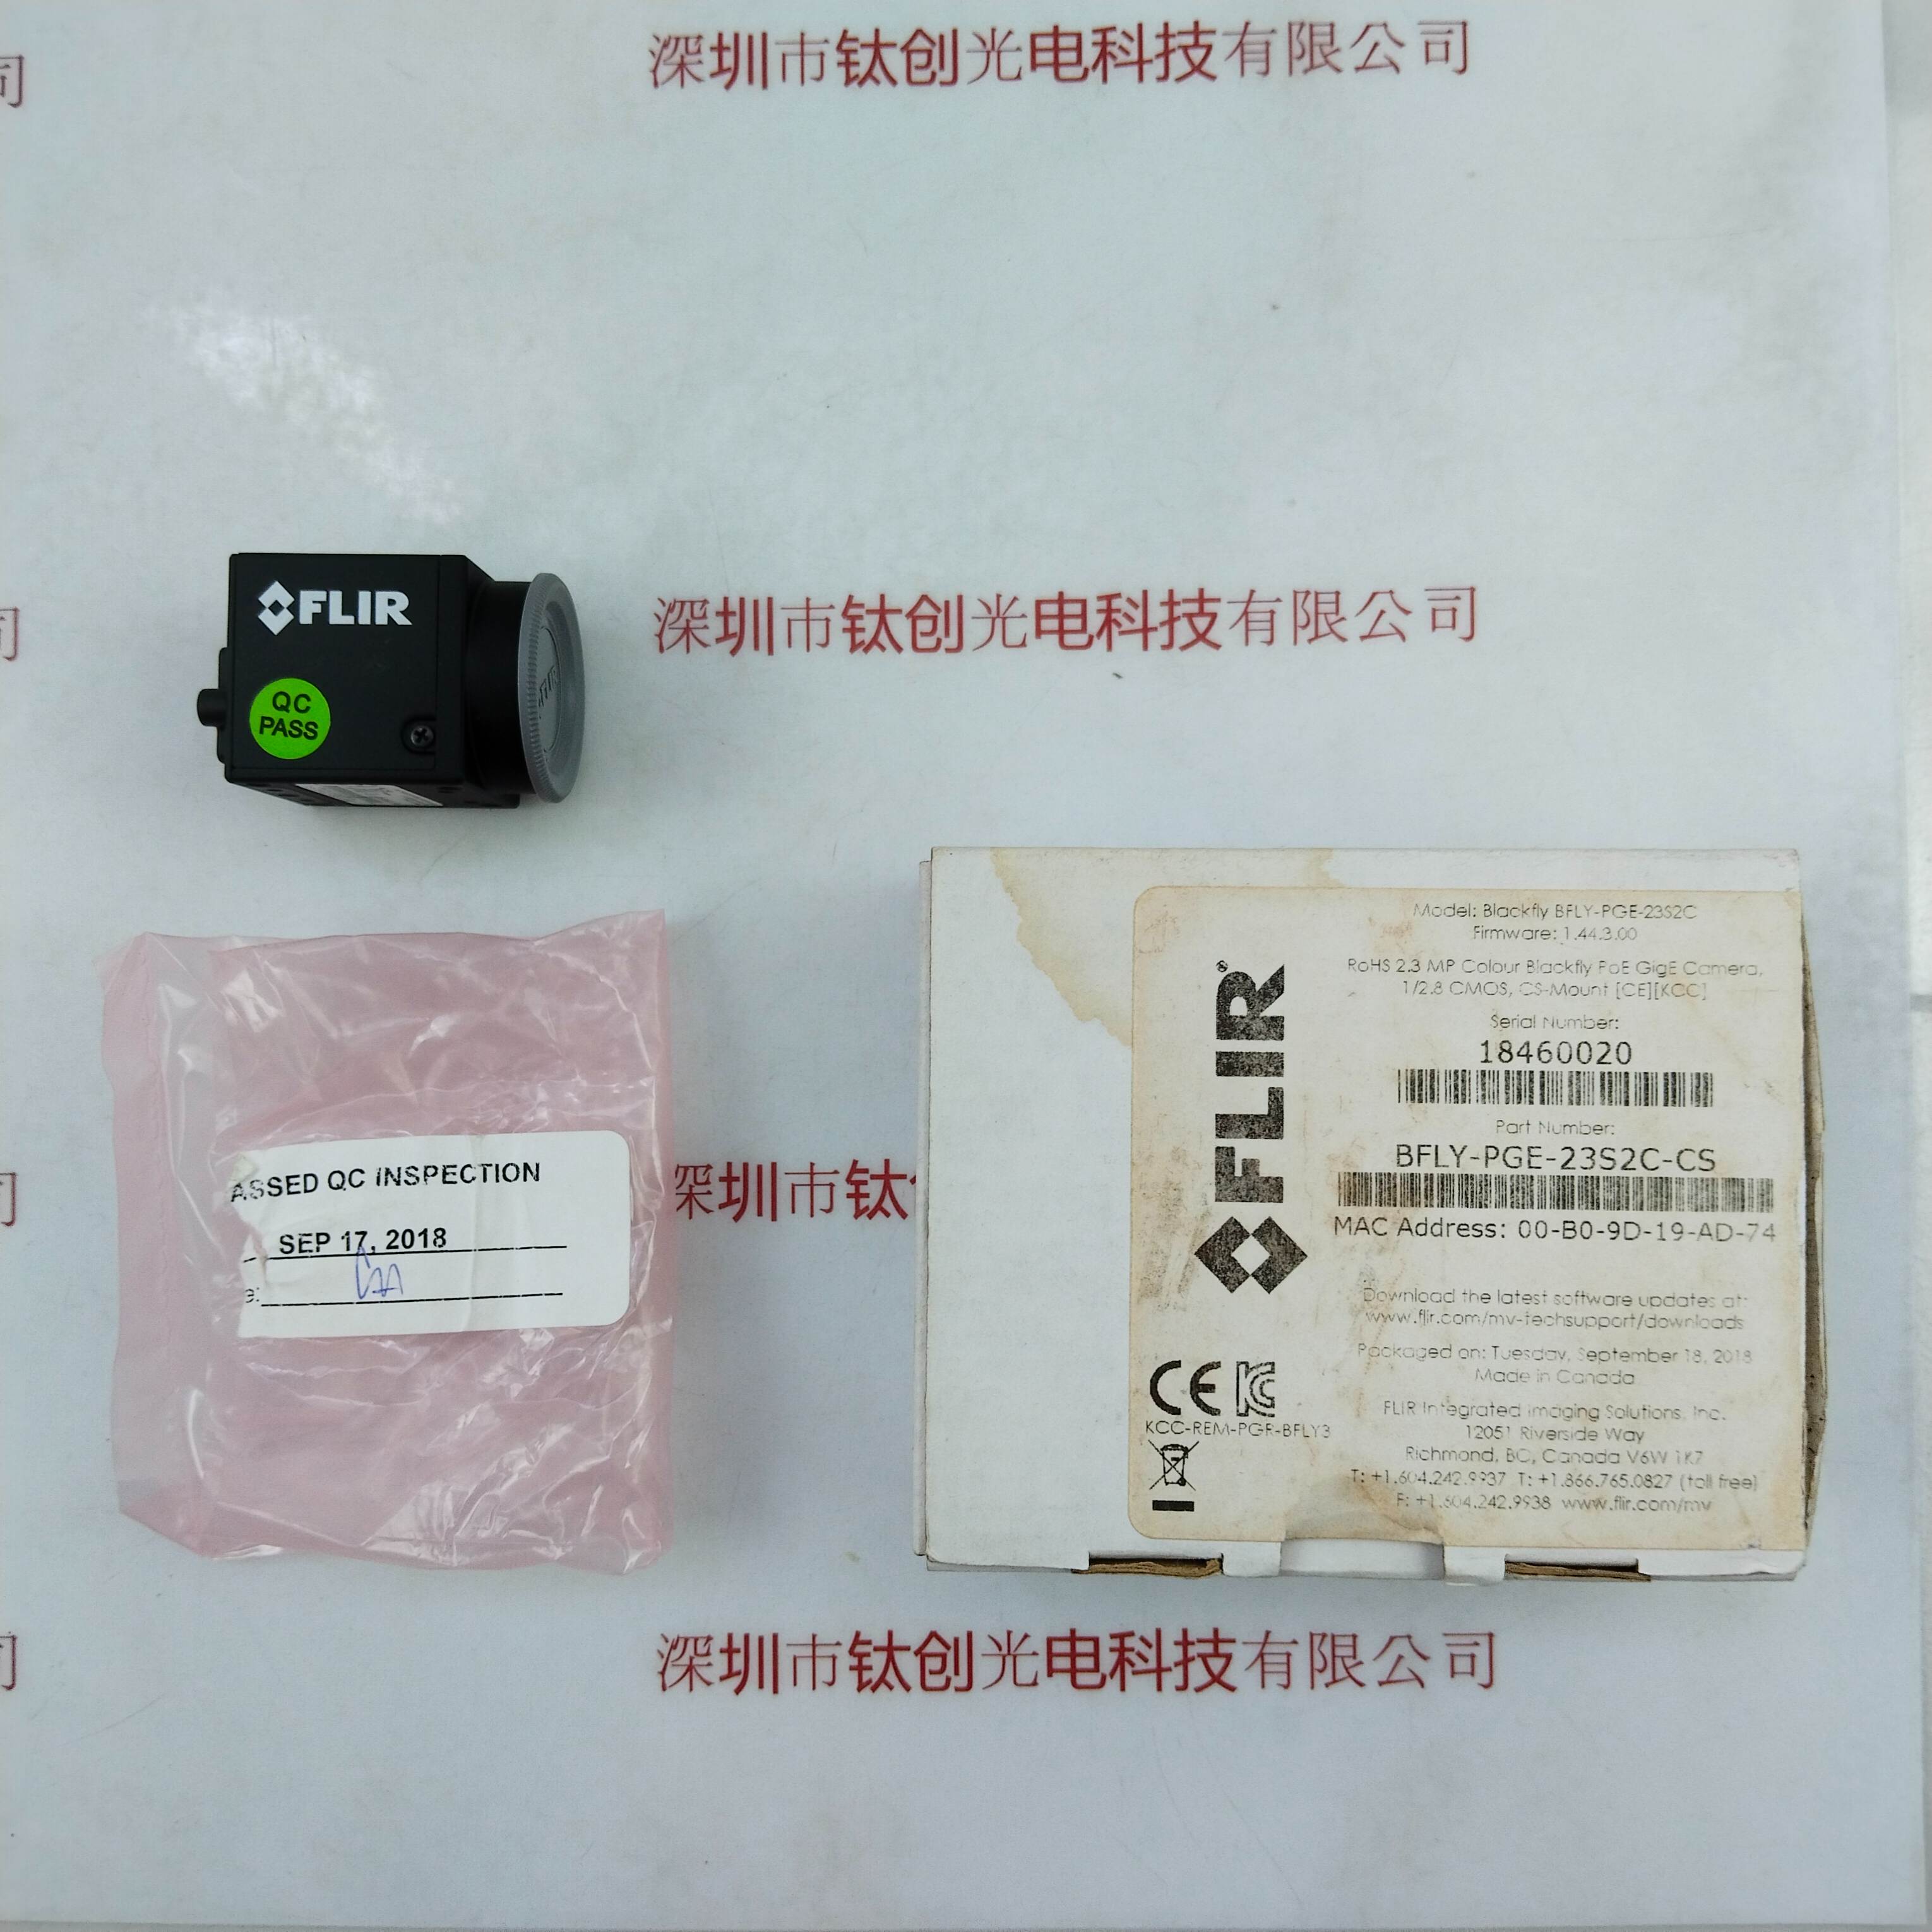 深圳市钛创光电科技有限公司
司
深圳市钛创光电科技有限公司
司
FLIR
QC
PASS
深圳市钛
司
ASSED QC INSPECTION
SEP 17, 2018
e:
Model: Blackfly BFLY-PGE-23S2C
Firmware: 1.44.3.00
RoHS 2.3 MP Colour Blackfly PoE GigE Camera,
1/2.8 CMOS, CS-Mount [CE][KCC]
Serial Number:
18460020
Part Number:
BFLY-PGE-23S2C-CS
MAC Address: 00-B0-9D-19-AD-74
Download the latest software updates at:
www.flir.com/mv-techsupport/downloads
Packaged on: Tuesday, September 18, 2018
Made in Canada
FLIR Integrated Imaging Solutions, Inc.
12051 Riverside Way
Richmond, BC, Canada V6W 1K7
T: +1.604.242.9937 T: +1.866.765.0827 (toll free)
F: +1.604.242.9938 www.flir.com/mv
FLIR®
CE KC
KCC-REM-PGR-BFLY3
深圳市钛创光电科技有限公司
司